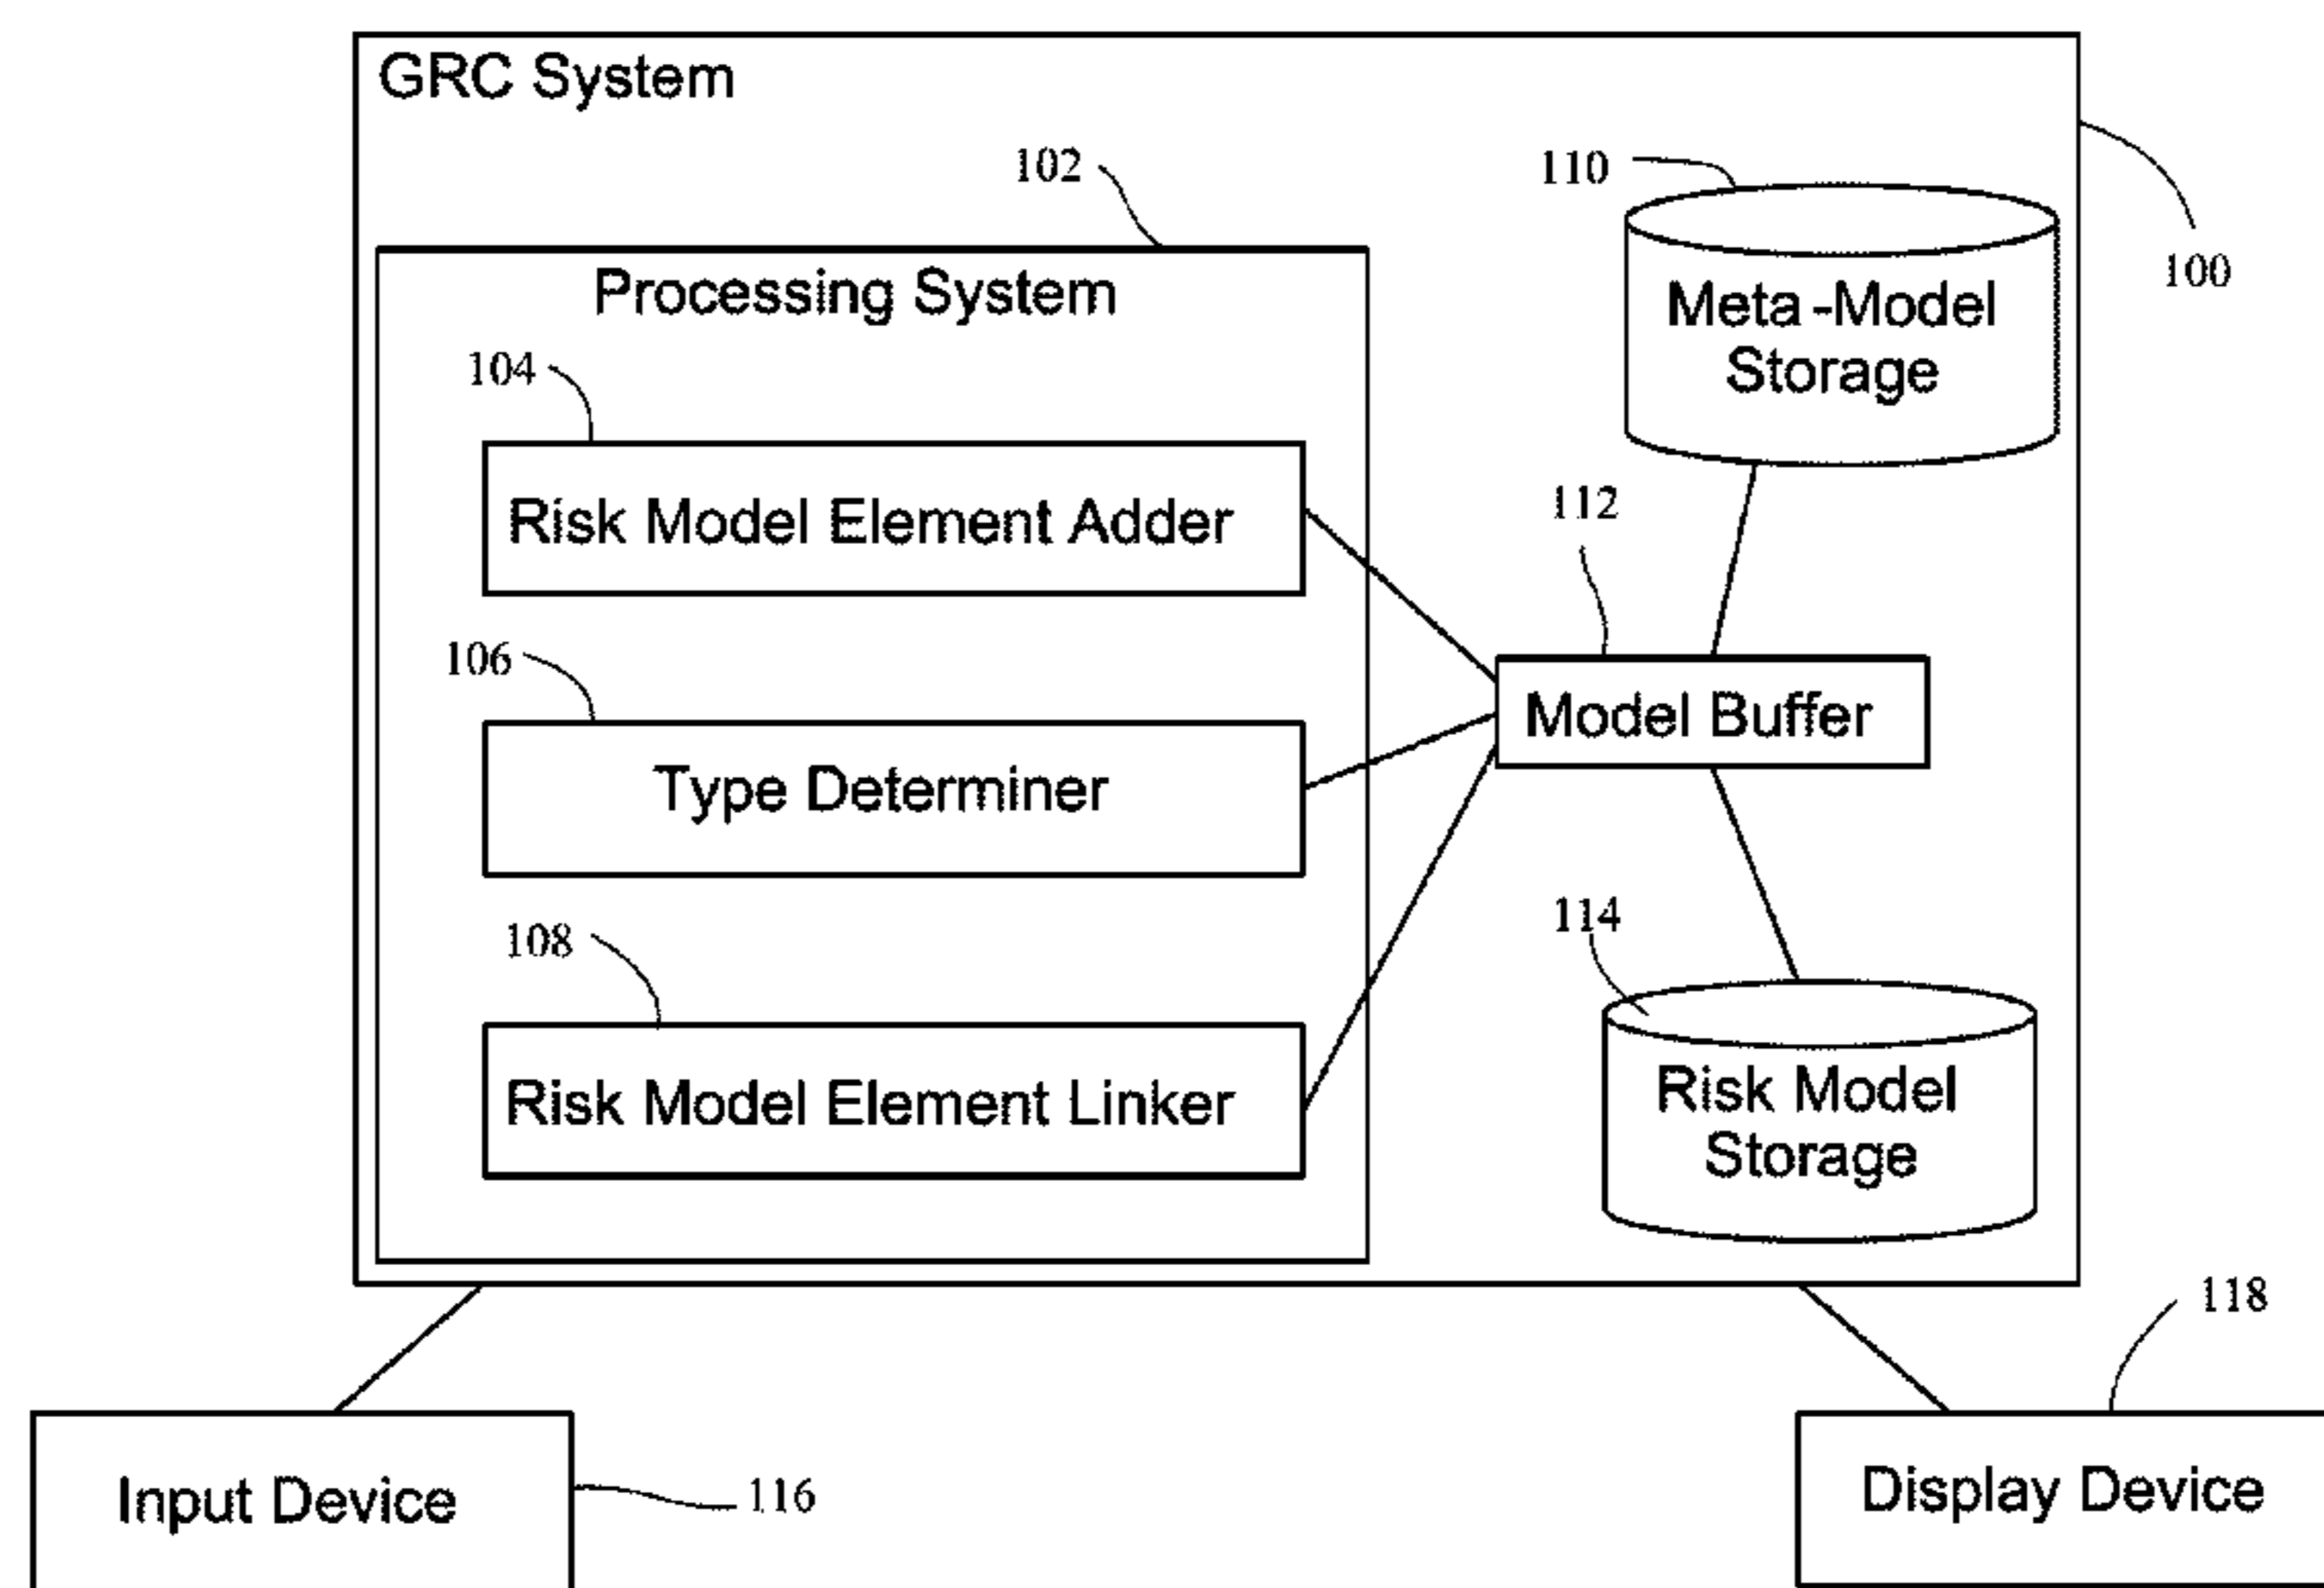 GRC System
102
110
100
Processing System
Meta-Model
Storage
104
Risk Model Element Adder
112
106
Model Buffer
Type Determiner
114
108
Risk Model
Storage
Risk Model Element Linker
118
Input Device
116
Display Device